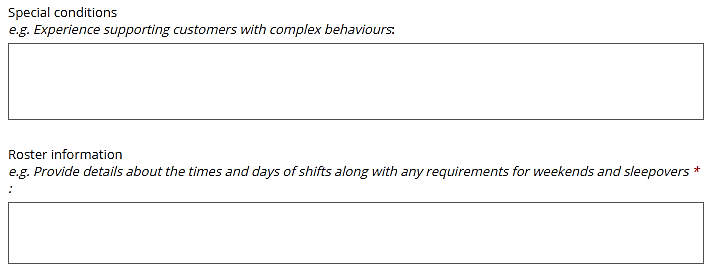 Special conditions
e.g. Experience supporting customers with complex behaviours:
Roster information
e.g. Provide details about the times and days of shifts along with any requirements for weekends and sleepovers *
: